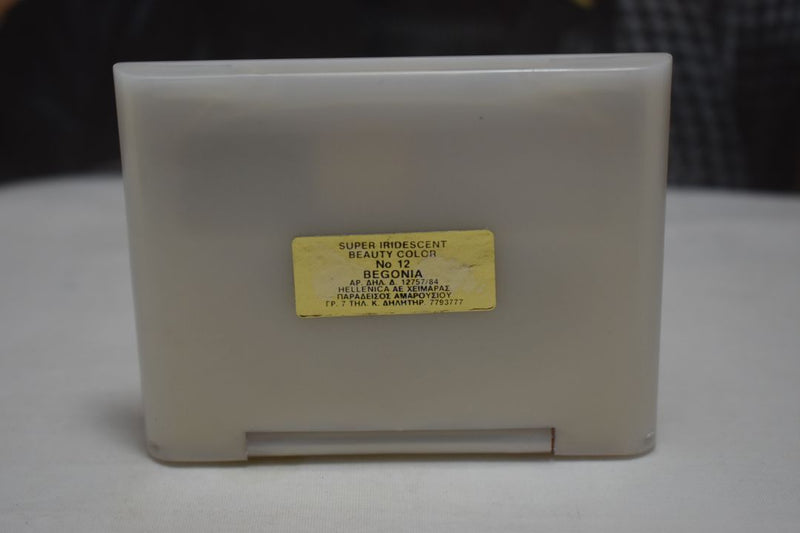 SUPER IRIDESCENT
BEAUTY COLOR
No 12
BEGONIA
ΑΡ. ΔΗΛ. Δ. 12757/84
HELLENICA AE ΧΕΙΜΑΡΑΣ
ΠΑΡΑΔΕΙΣΟΣ ΑΜΑΡΟΥΣΙΟΥ
ΓΡ. 7 ΤΗΛ. Κ. ΔΗΛΗΤΗΡ. 7793777